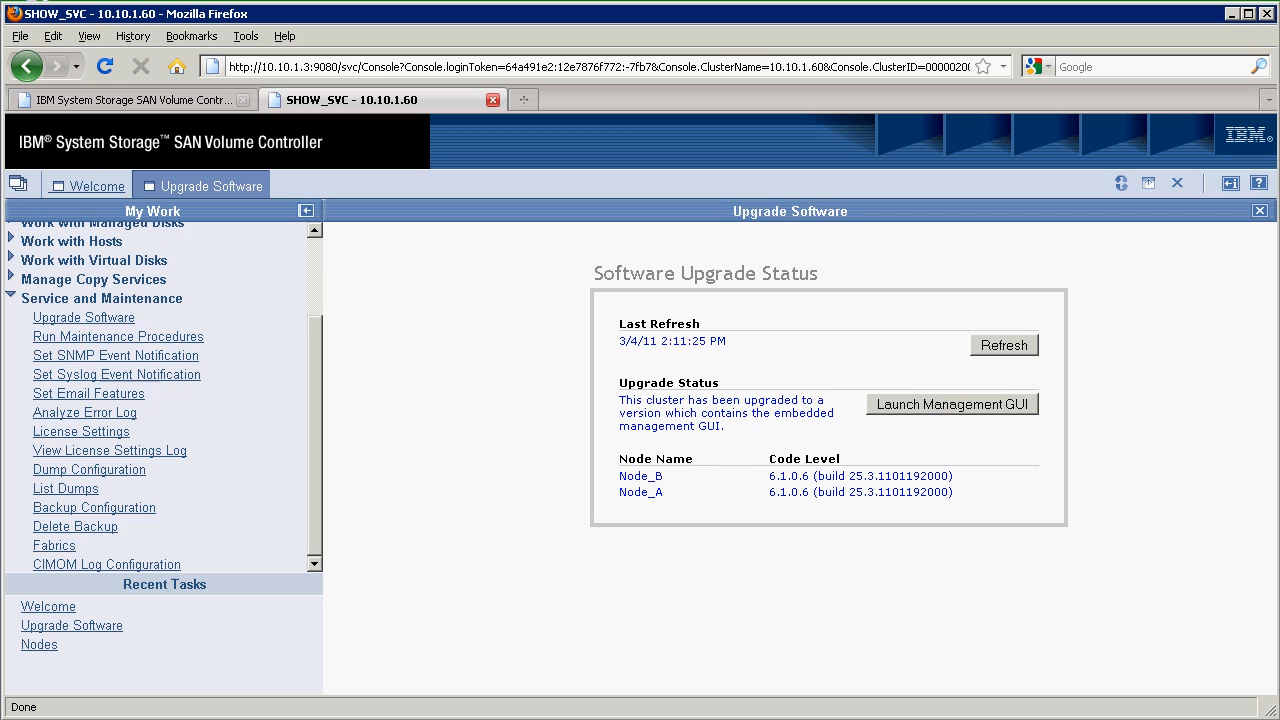 SHOW_SVC - 10.10.1.60 - Mozilla Firefox
File Edit View History Bookmarks Tools Help
http://10.10.1.3:9080/svc/Console?Console.loginToken=64a491e2:12e7876f772:-7fb7&Console.ClusterName=10.10.1.60&Console.ClusterID=00000200
Google
IBM System Storage SAN Volume Contr...
SHOW_SVC - 10.10.1.60
IBM® System Storage™ SAN Volume Controller
IBM®
Welcome
Upgrade Software
My Work
Upgrade Software
Work with Managed Disks
Work with Hosts
Work with Virtual Disks
Manage Copy Services
Service and Maintenance
Upgrade Software
Run Maintenance Procedures
Set SNMP Event Notification
Set Syslog Event Notification
Set Email Features
Analyze Error Log
License Settings
View License Settings Log
Dump Configuration
List Dumps
Backup Configuration
Delete Backup
Fabrics
CIMOM Log Configuration
Recent Tasks
Welcome
Upgrade Software
Nodes
Software Upgrade Status
Last Refresh
3/4/11 2:11:25 PM
Refresh
Upgrade Status
This cluster has been upgraded to a
version which contains the embedded
management GUI.
Launch Management GUI
Node Name Code Level
Node_B 6.1.0.6 (build 25.3.1101192000)
Node_A 6.1.0.6 (build 25.3.1101192000)
Done